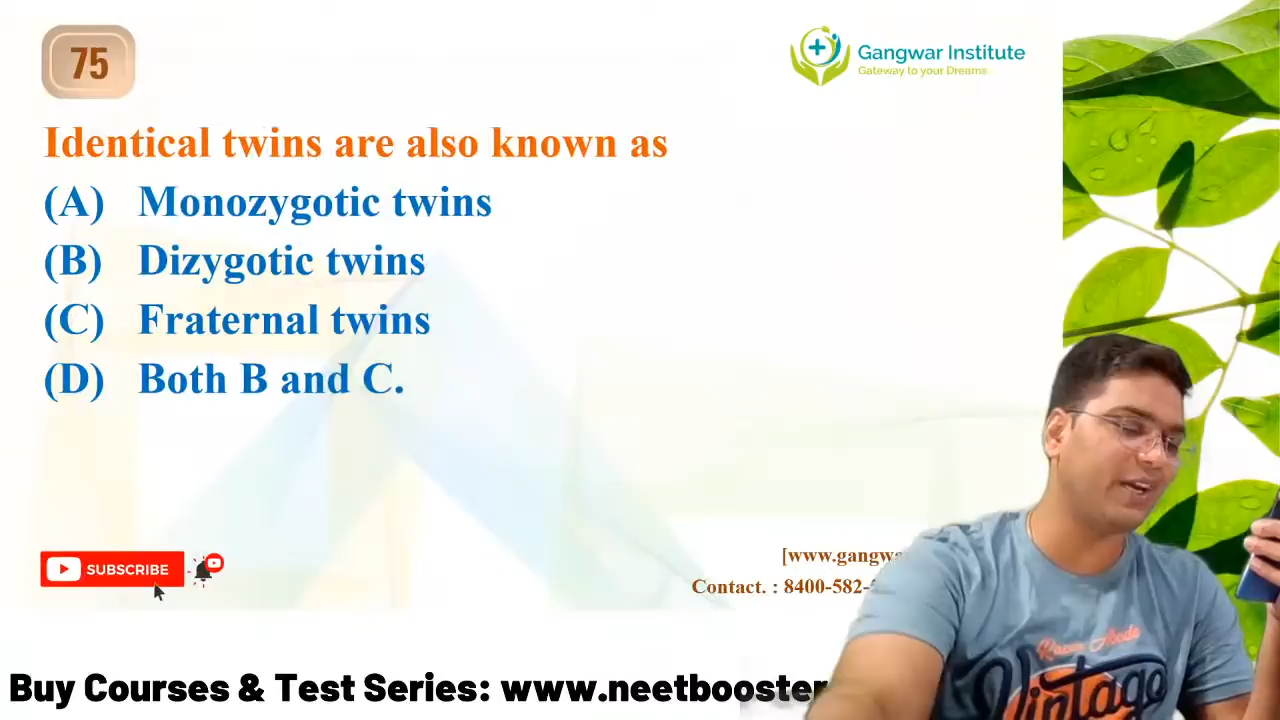 75
Gangwar Institute
Gateway to your Dreams
Identical twins are also known as
(A) Monozygotic twins
(B) Dizygotic twins
(C) Fraternal twins
(D) Both B and C.
SUBSCRIBE
Contact. : 8400-582-
Buy Courses & Test Series: www.neetbooster
Vintage